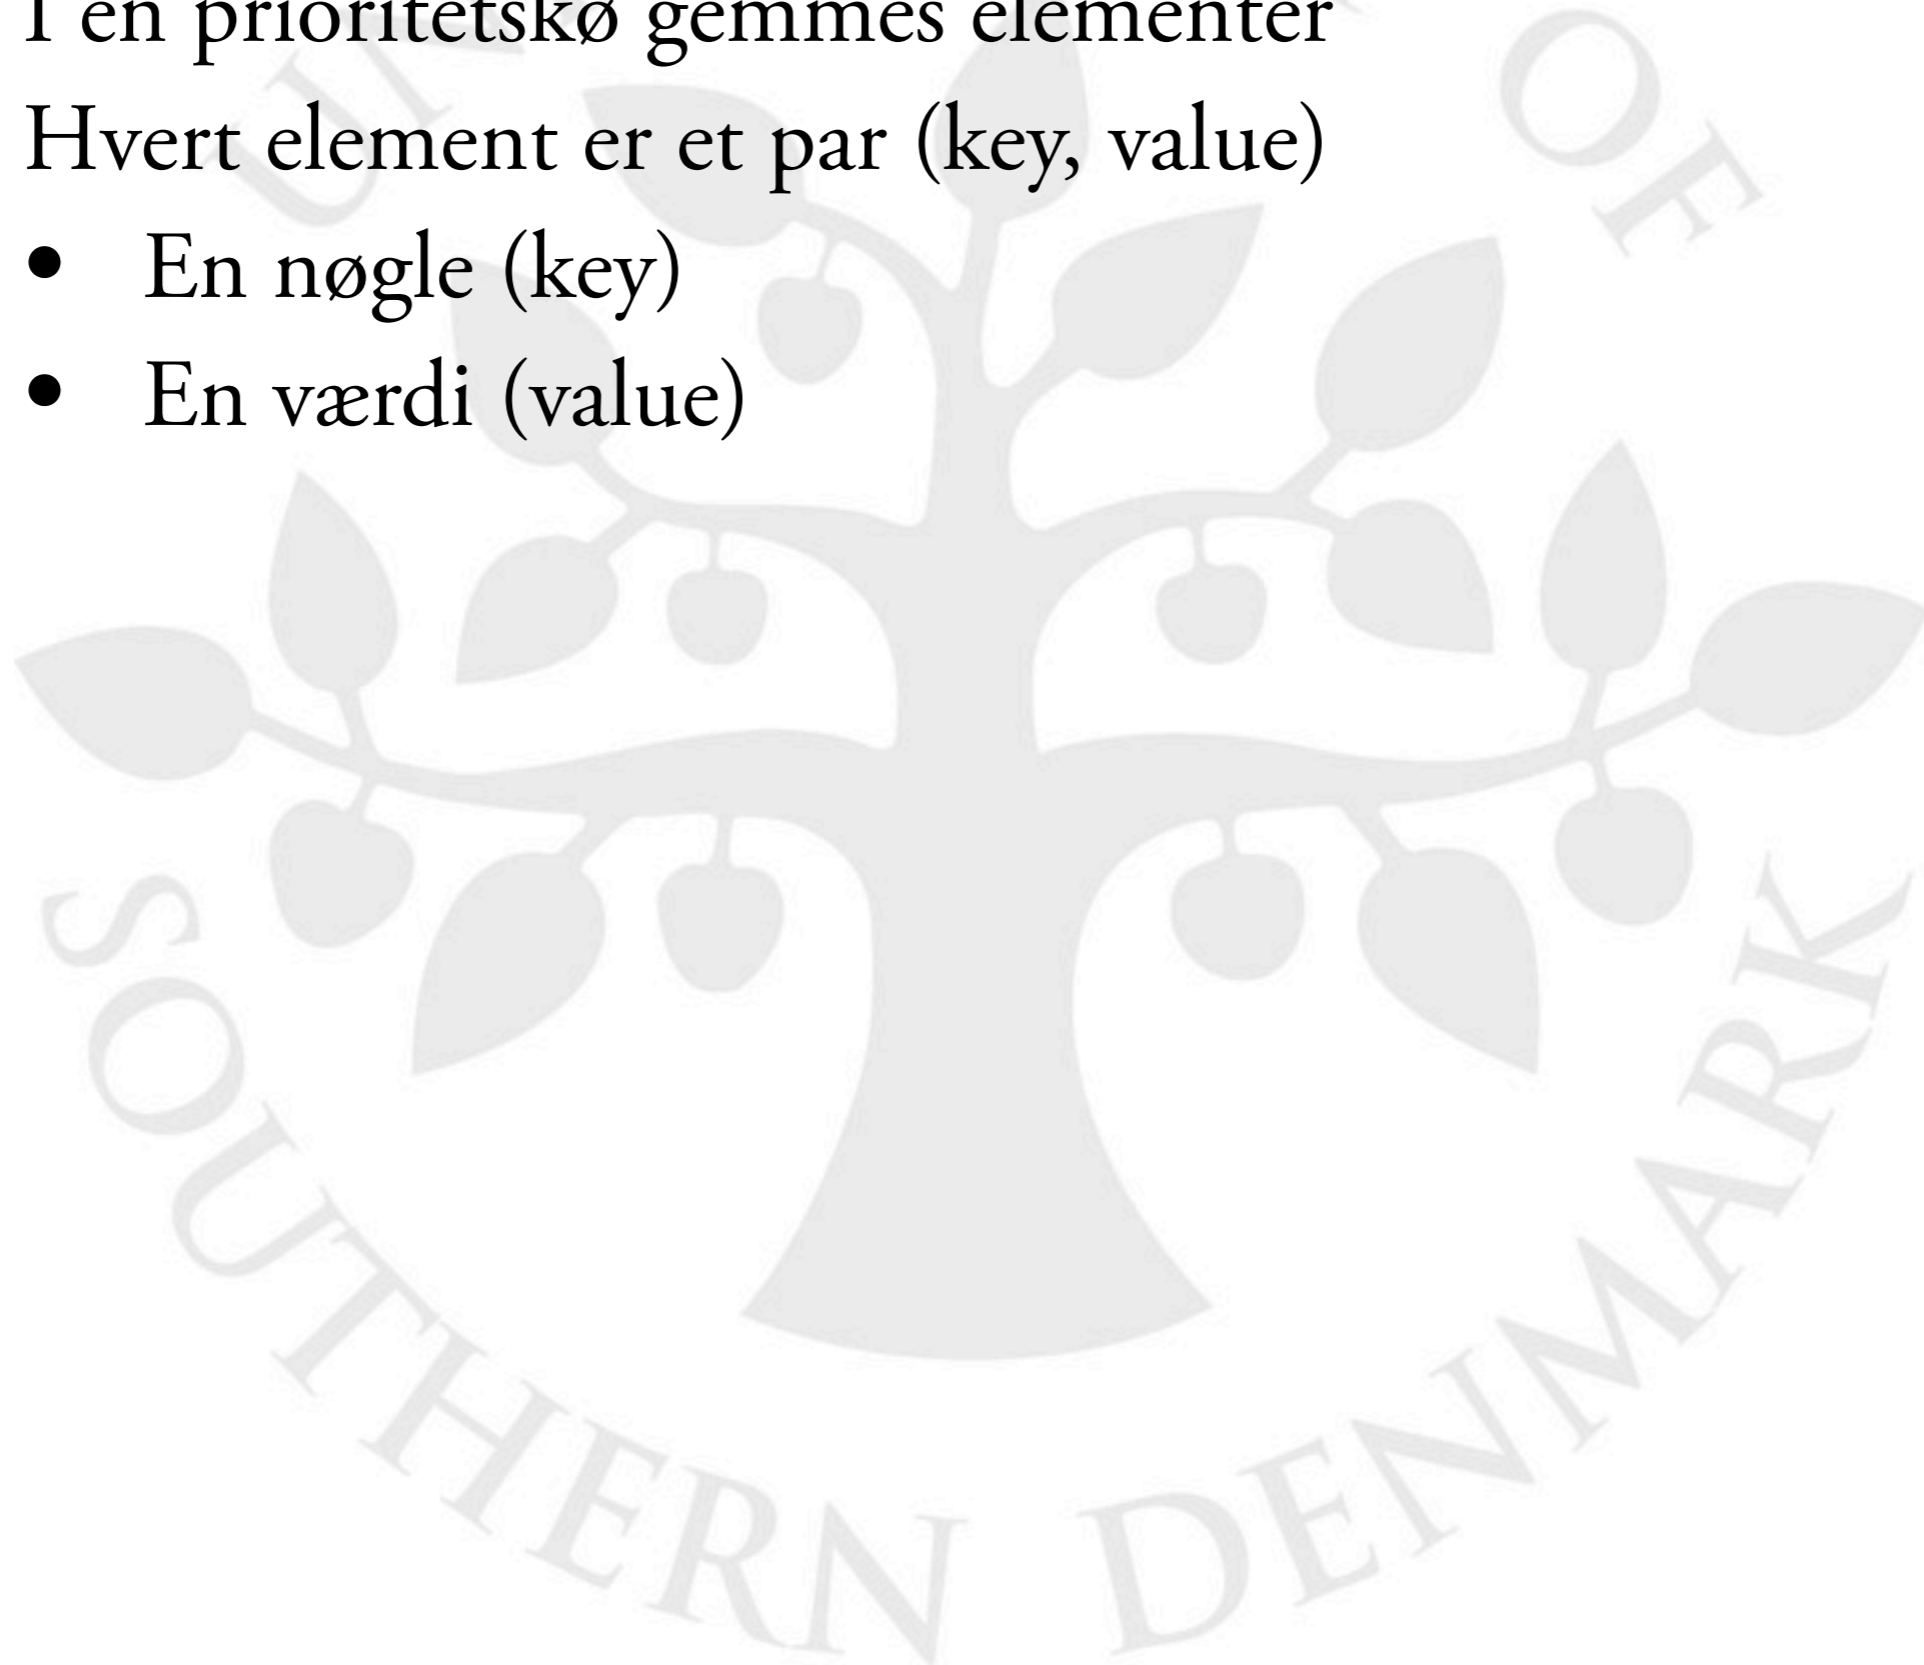 I en prioritetskø gemmes elementer
Hvert element er et par (key, value)
• En nøgle (key)
• En værdi (value)
OF
SOUTHERN DENMARK